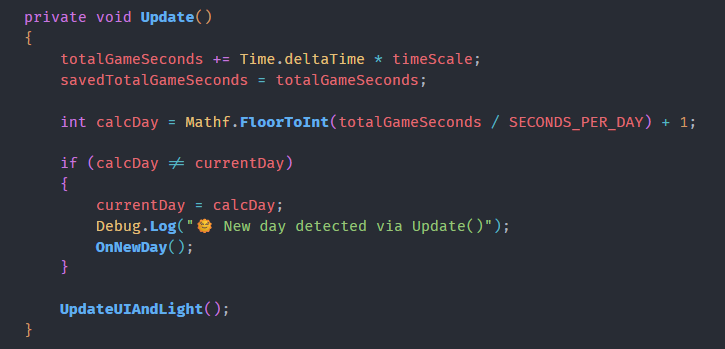 private void Update()
{
    totalGameSeconds += Time.deltaTime * timeScale;
    savedTotalGameSeconds = totalGameSeconds;

    int calcDay = Mathf.FloorToInt(totalGameSeconds / SECONDS_PER_DAY) + 1;

    if (calcDay ≠ currentDay)
    {
        currentDay = calcDay;
        Debug.Log("🌞 New day detected via Update()");
        OnNewDay();
    }

    UpdateUIAndLight();
}